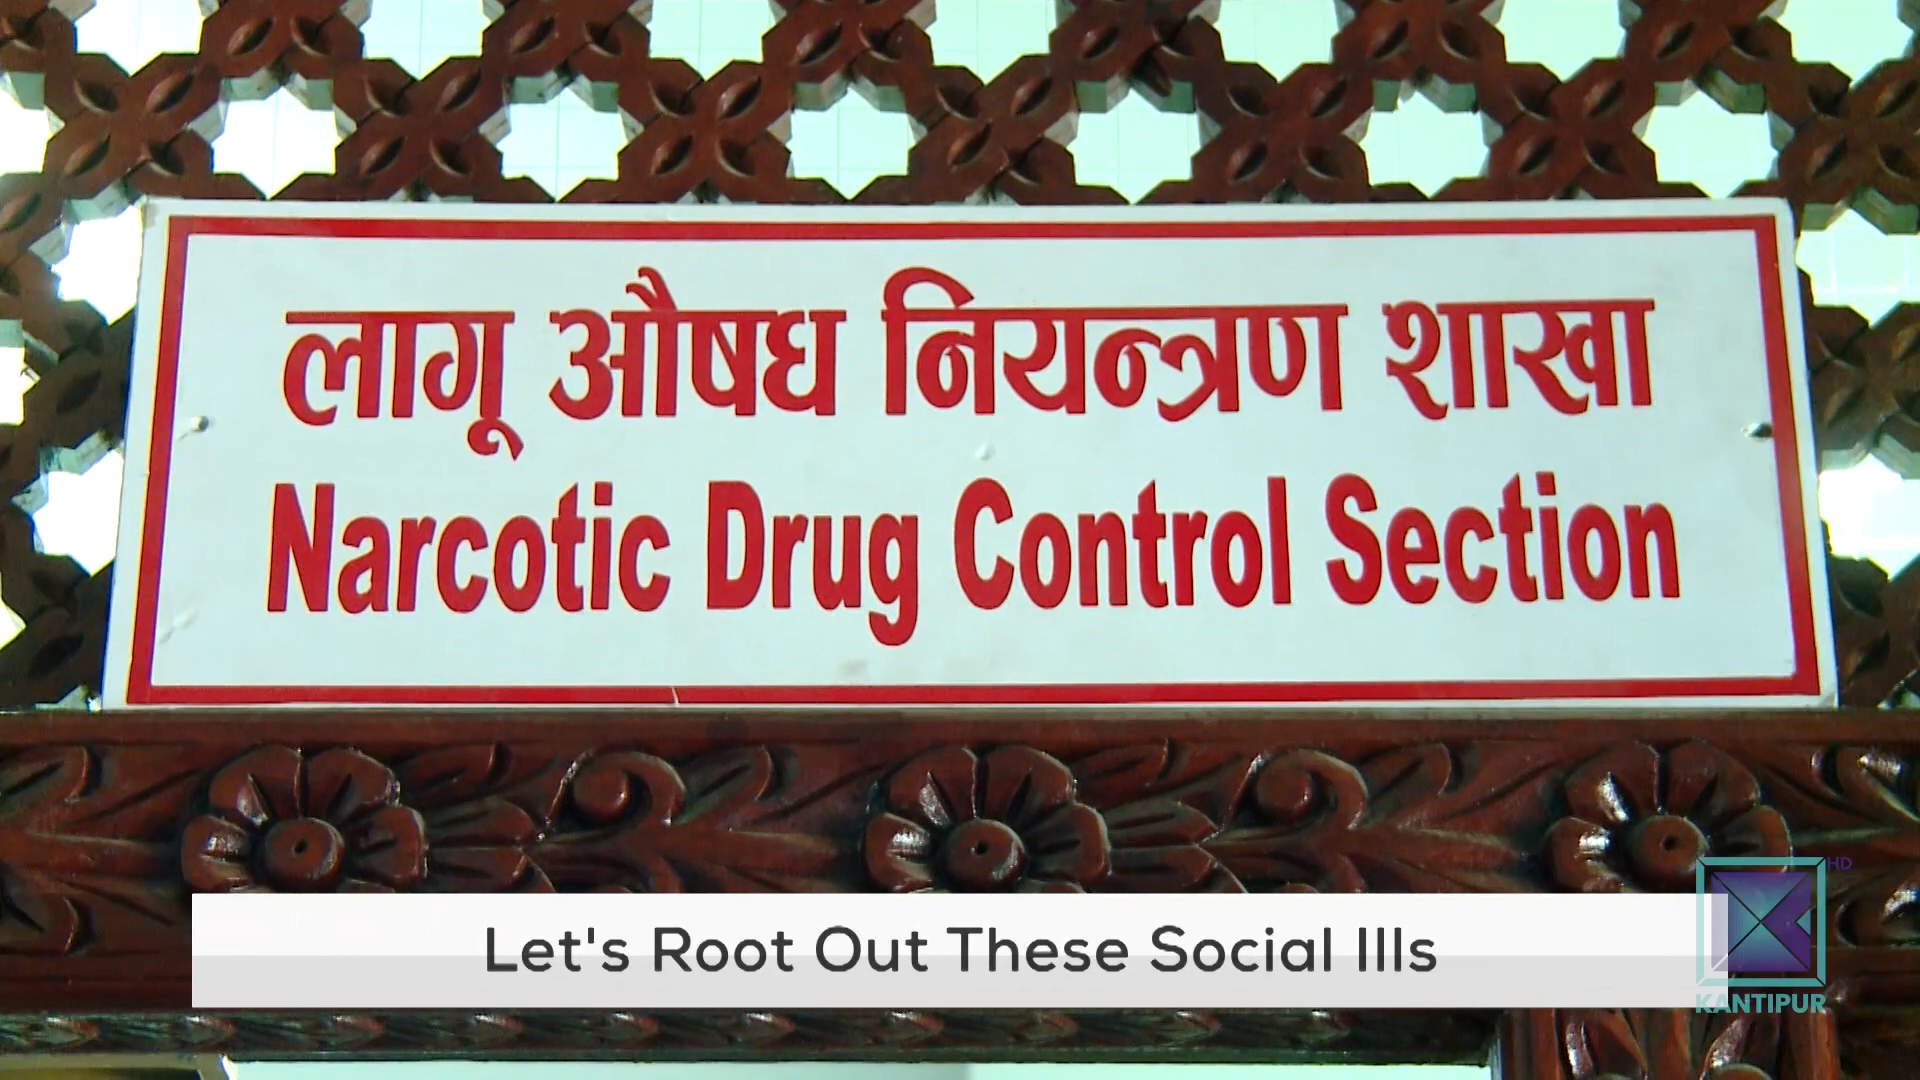 लागू औषध नियन्त्रण शाखा
Narcotic Drug Control Section
Let's Root Out These Social Ills
HD
KANTIPUR